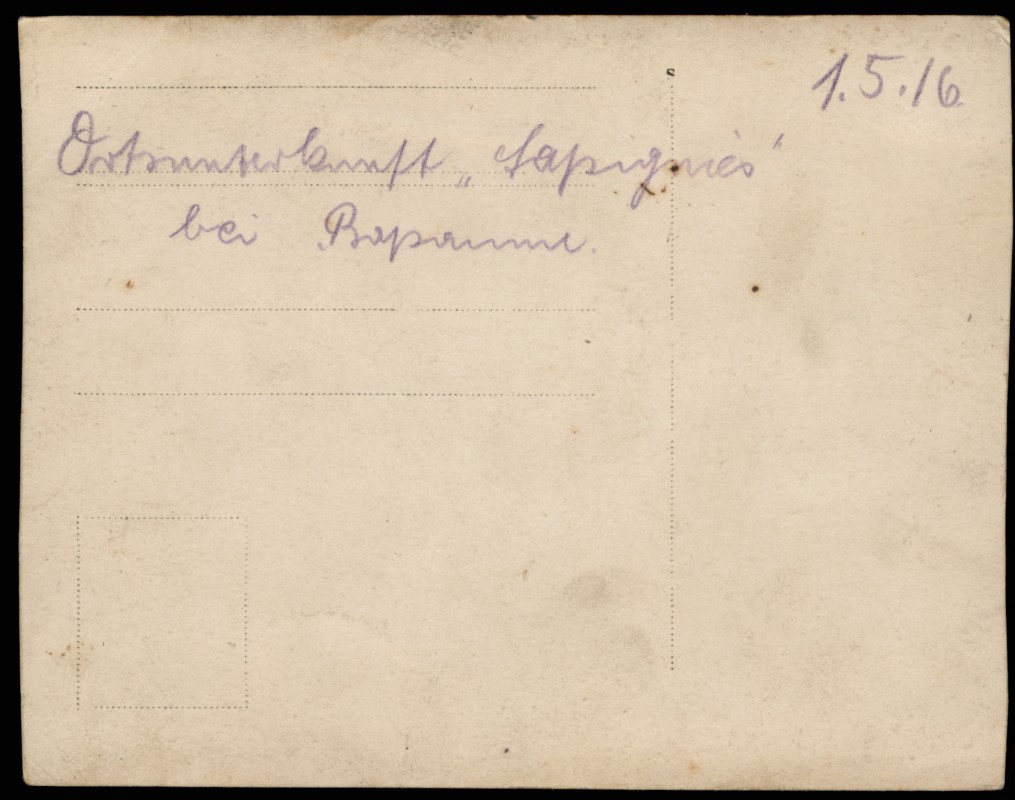 1.5.16
Ortsunterkunft „Sapignies"
bei Bapaume.